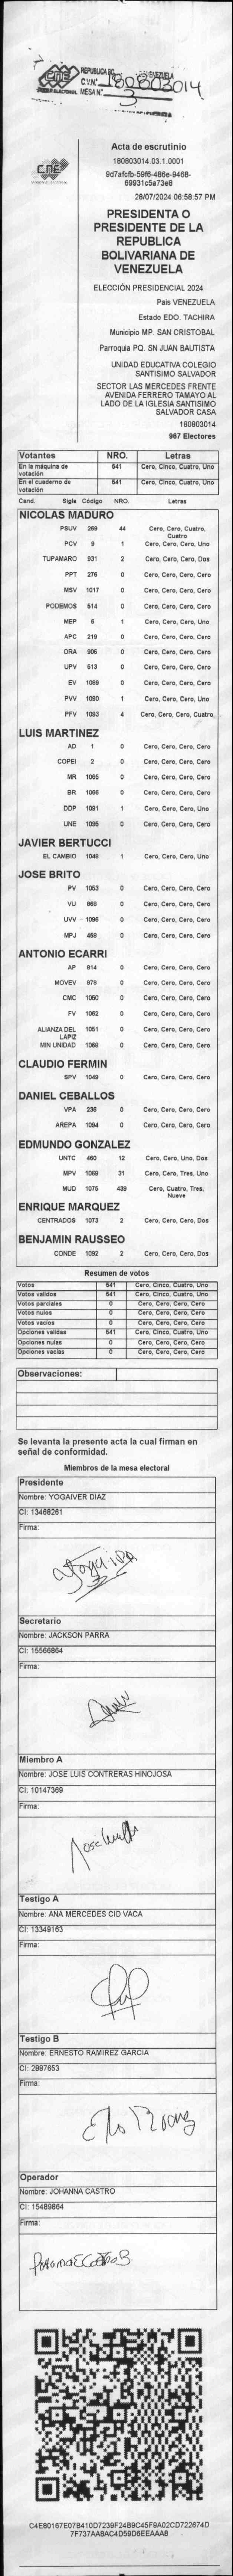 CNE
REPUBLICA
VENEZUELA
C.V.N° 180803014
MESA N° 3
CNE
Acta de escrutinio
180803014.03.1.0001
9d7afcfb-59f6-486e-9468-
69931c5a73e8
28/07/2024 06:58:57 PM
PRESIDENTA O
PRESIDENTE DE LA
REPUBLICA
BOLIVARIANA DE
VENEZUELA
ELECCIÓN PRESIDENCIAL 2024
País VENEZUELA
Estado EDO. TACHIRA
Municipio MP. SAN CRISTOBAL
Parroquia PQ. SN JUAN BAUTISTA
UNIDAD EDUCATIVA COLEGIO
SANTISIMO SALVADOR
SECTOR LAS MERCEDES FRENTE
AVENIDA FERRERO TAMAYO AL
LADO DE LA IGLESIA SANTISIMO
SALVADOR CASA
180803014
967 Electores
Votantes NRO. Letras
En la máquina de votación 541 Cero, Cinco, Cuatro, Uno
En el cuaderno de votación 541 Cero, Cinco, Cuatro, Uno
Cand. Sigla Código NRO. Letras
NICOLAS MADURO
PSUV 269 44 Cero, Cero, Cuatro, Cuatro
PCV 9 1 Cero, Cero, Cero, Uno
TUPAMARO 931 2 Cero, Cero, Cero, Dos
PPT 276 0 Cero, Cero, Cero, Cero
MSV 1017 0 Cero, Cero, Cero, Cero
PODEMOS 514 0 Cero, Cero, Cero, Cero
MEP 6 1 Cero, Cero, Cero, Uno
APC 219 0 Cero, Cero, Cero, Cero
ORA 906 0 Cero, Cero, Cero, Cero
UPV 513 0 Cero, Cero, Cero, Cero
EV 1089 0 Cero, Cero, Cero, Cero
PVV 1090 1 Cero, Cero, Cero, Uno
PFV 1093 4 Cero, Cero, Cero, Cuatro
LUIS MARTINEZ
AD 1 0 Cero, Cero, Cero, Cero
COPEI 2 0 Cero, Cero, Cero, Cero
MR 1065 0 Cero, Cero, Cero, Cero
BR 1066 0 Cero, Cero, Cero, Cero
DDP 1091 1 Cero, Cero, Cero, Uno
UNE 1095 0 Cero, Cero, Cero, Cero
JAVIER BERTUCCI
EL CAMBIO 1048 1 Cero, Cero, Cero, Uno
JOSE BRITO
PV 1053 0 Cero, Cero, Cero, Cero
VU 868 0 Cero, Cero, Cero, Cero
UVV 1096 0 Cero, Cero, Cero, Cero
MPJ 458 0 Cero, Cero, Cero, Cero
ANTONIO ECARRI
AP 814 0 Cero, Cero, Cero, Cero
MOVEV 879 0 Cero, Cero, Cero, Cero
CMC 1050 0 Cero, Cero, Cero, Cero
FV 1062 0 Cero, Cero, Cero, Cero
ALIANZA DEL LAPIZ 1051 0 Cero, Cero, Cero, Cero
MIN UNIDAD 1068 0 Cero, Cero, Cero, Cero
CLAUDIO FERMIN
SPV 1049 0 Cero, Cero, Cero, Cero
DANIEL CEBALLOS
VPA 236 0 Cero, Cero, Cero, Cero
AREPA 1094 0 Cero, Cero, Cero, Cero
EDMUNDO GONZALEZ
UNTC 460 12 Cero, Cero, Uno, Dos
MPV 1069 31 Cero, Cero, Tres, Uno
MUD 1075 439 Cero, Cuatro, Tres, Nueve
ENRIQUE MARQUEZ
CENTRADOS 1073 2 Cero, Cero, Cero, Dos
BENJAMIN RAUSSEO
CONDE 1092 2 Cero, Cero, Cero, Dos
Resumen de votos
Votos 541 Cero, Cinco, Cuatro, Uno
Votos validos 541 Cero, Cinco, Cuatro, Uno
Votos parciales 0 Cero, Cero, Cero, Cero
Votos nulos 0 Cero, Cero, Cero, Cero
Votos vacios 0 Cero, Cero, Cero, Cero
Opciones validas 541 Cero, Cinco, Cuatro, Uno
Opciones nulas 0 Cero, Cero, Cero, Cero
Opciones vacias 0 Cero, Cero, Cero, Cero
Observaciones:
Se levanta la presente acta la cual firman en
señal de conformidad.
Miembros de la mesa electoral
Presidente
Nombre: YOGAIVER DIAZ
CI: 13468261
Firma:
Secretario
Nombre: JACKSON PARRA
CI: 15566864
Firma:
Miembro A
Nombre: JOSE LUIS CONTRERAS HINOJOSA
CI: 10147369
Firma:
Testigo A
Nombre: ANA MERCEDES CID VACA
CI: 13349163
Firma:
Testigo B
Nombre: ERNESTO RAMIREZ GARCIA
CI: 2887653
Firma:
Operador
Nombre: JOHANNA CASTRO
CI: 15489864
Firma:
C4E80167E07B410D7239F24B9C45F9A02CD722674D
7F737AA8AC4D59D6EEAAA8